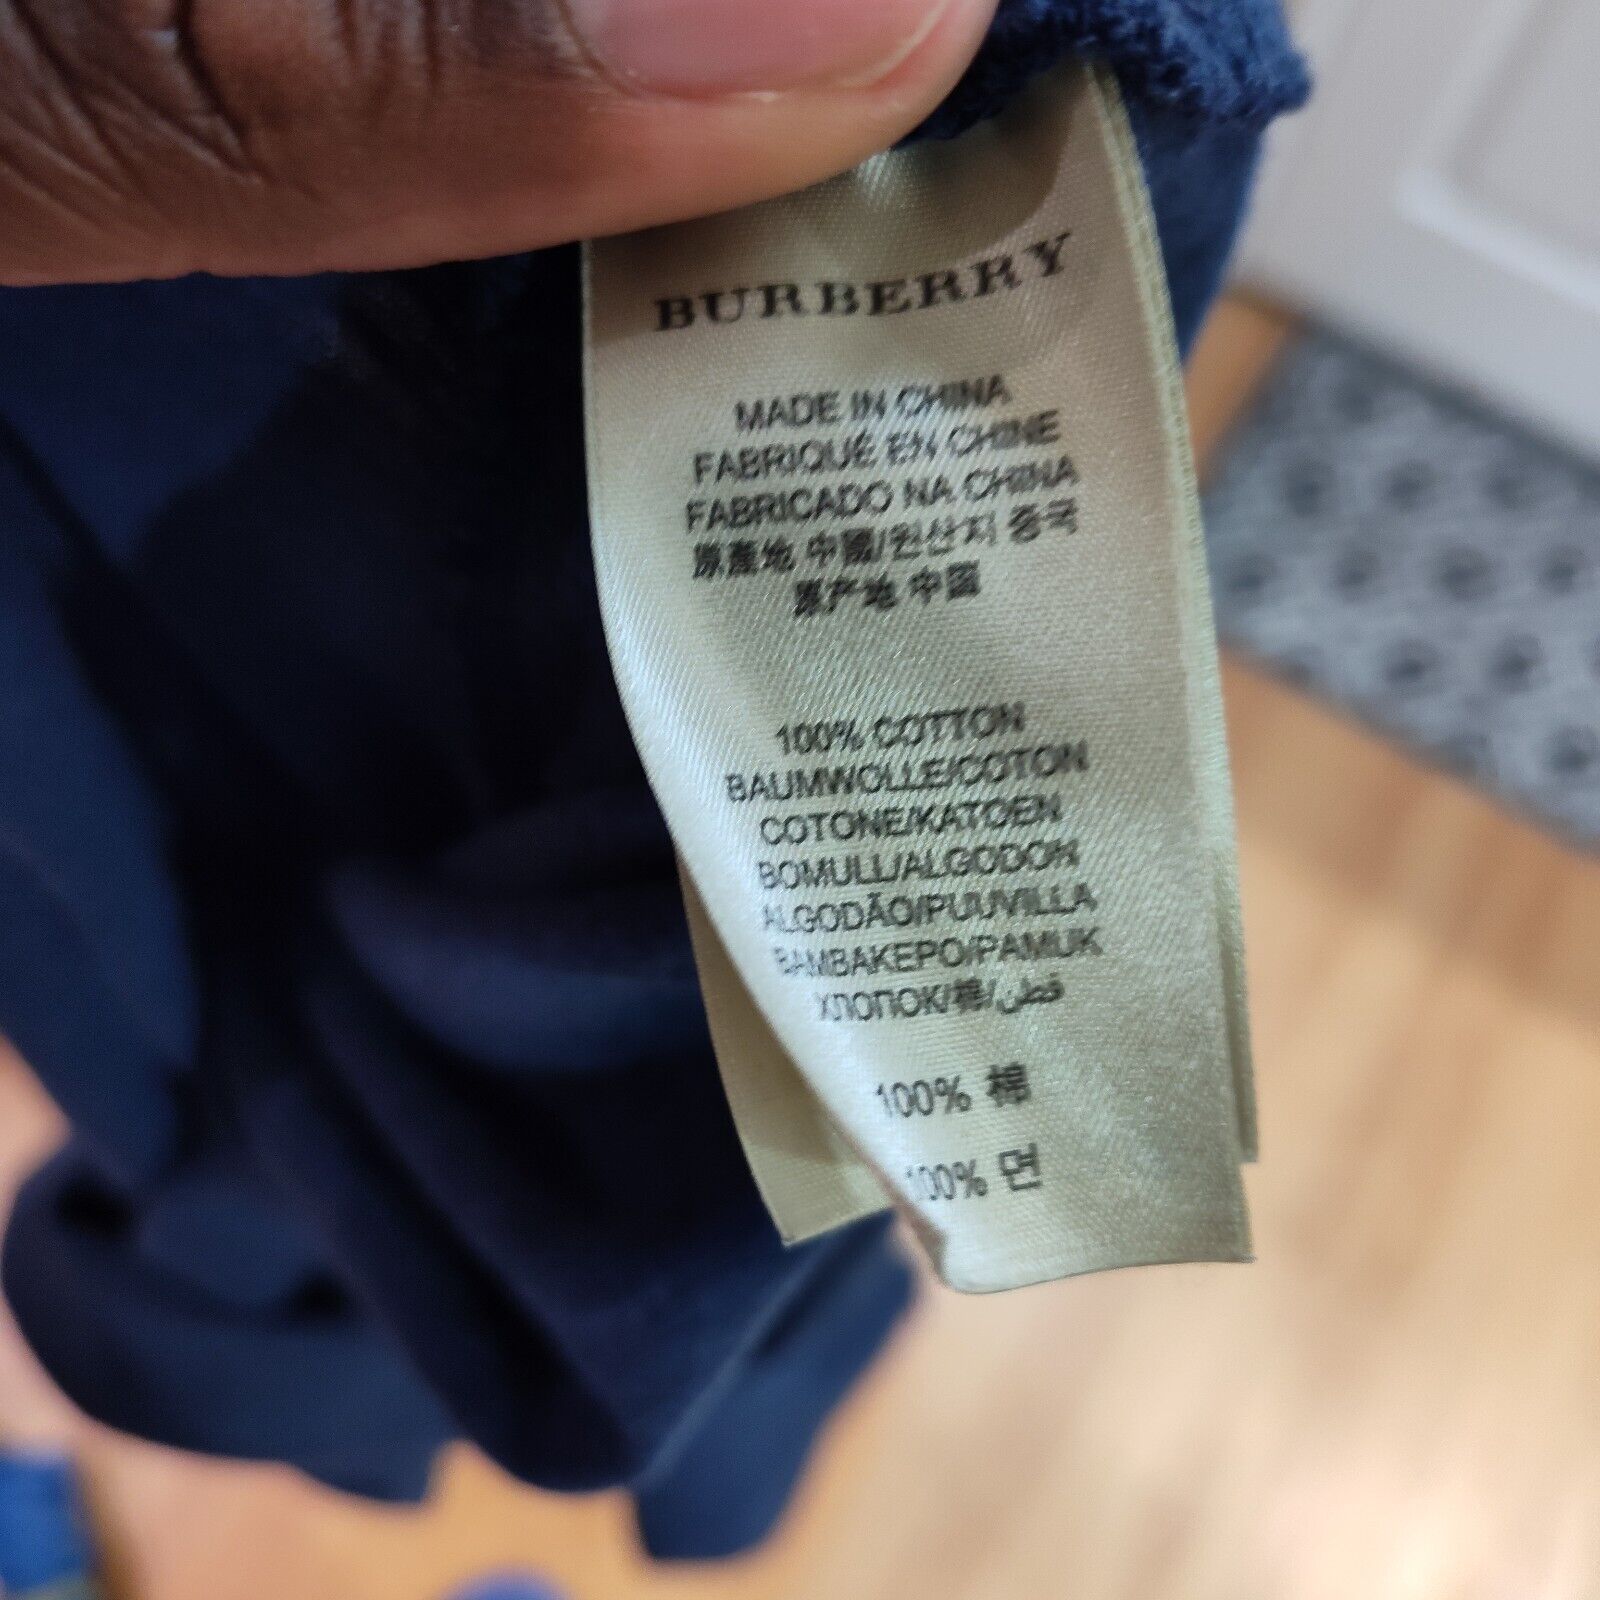 BURBERRY
MADE IN CHINA
FABRIQUÉ EN CHINE
FABRICADO NA CHINA
原產地 中國/원산지 중국
原产地 中国
100% COTTON
BAUMWOLLE/COTON
COTONE/KATOEN
BOMULL/ALGODON
ALGODÃO/PUUVILLA
BAMBAKEPO/PAMUK
ХЛОПОК/棉/قطن
100% 棉
100% 면